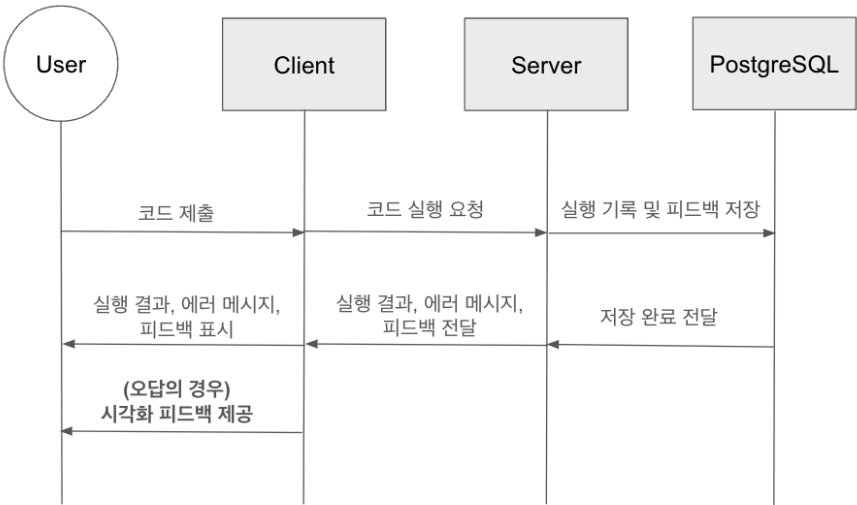 User
Client
Server
PostgreSQL
코드 제출
코드 실행 요청
실행 기록 및 피드백 저장
실행 결과, 에러 메시지,
피드백 표시
실행 결과, 에러 메시지,
피드백 전달
저장 완료 전달
(오답의 경우)
시각화 피드백 제공